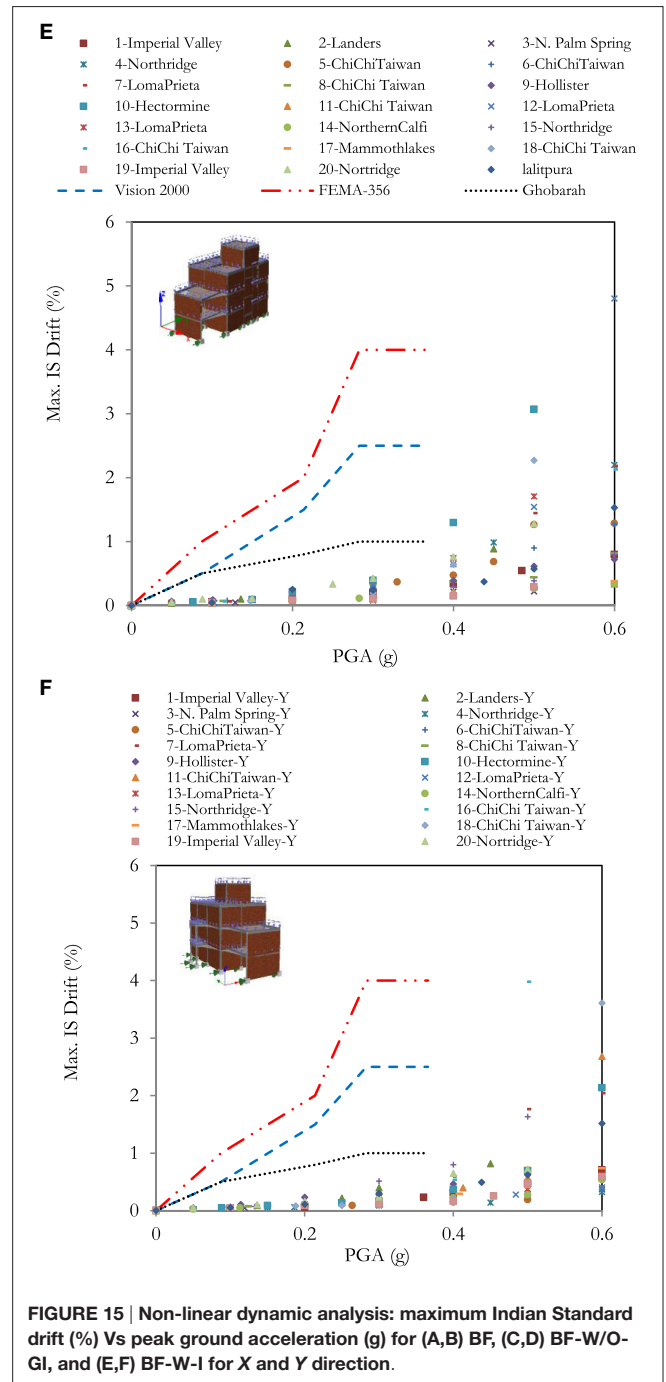 E
1-Imperial Valley 2-Landers 3-N. Palm Spring
4-Northridge 5-ChiChiTaiwan 6-ChiChiTaiwan
7-LomaPrieta 8-ChiChi Taiwan 9-Hollister
10-Hectormine 11-ChiChi Taiwan 12-LomaPrieta
13-LomaPrieta 14-NorthernCalfi 15-Northridge
16-ChiChi Taiwan 17-Mammothlakes 18-ChiChi Taiwan
19-Imperial Valley 20-Nortridge lalitpura
Vision 2000 FEMA-356 Ghobarah
6
5
4
3
2
1
0
Max. IS Drift (%)
0 0.2 0.4 0.6
PGA (g)
F
1-Imperial Valley-Y 2-Landers-Y
3-N. Palm Spring-Y 4-Northridge-Y
5-ChiChiTaiwan-Y 6-ChiChiTaiwan-Y
7-LomaPrieta-Y 8-ChiChi Taiwan-Y
9-Hollister-Y 10-Hectormine-Y
11-ChiChiTaiwan-Y 12-LomaPrieta-Y
13-LomaPrieta-Y 14-NorthernCalfi-Y
15-Northridge-Y 16-ChiChi Taiwan-Y
17-Mammothlakes-Y 18-ChiChi Taiwan-Y
19-Imperial Valley-Y 20-Nortridge-Y
6
5
4
3
2
1
0
Max. IS Drift (%)
0 0.2 0.4 0.6
PGA (g)
FIGURE 15 | Non-linear dynamic analysis: maximum Indian Standard
drift (%) Vs peak ground acceleration (g) for (A,B) BF, (C,D) BF-W/O-
GI, and (E,F) BF-W-I for X and Y direction.